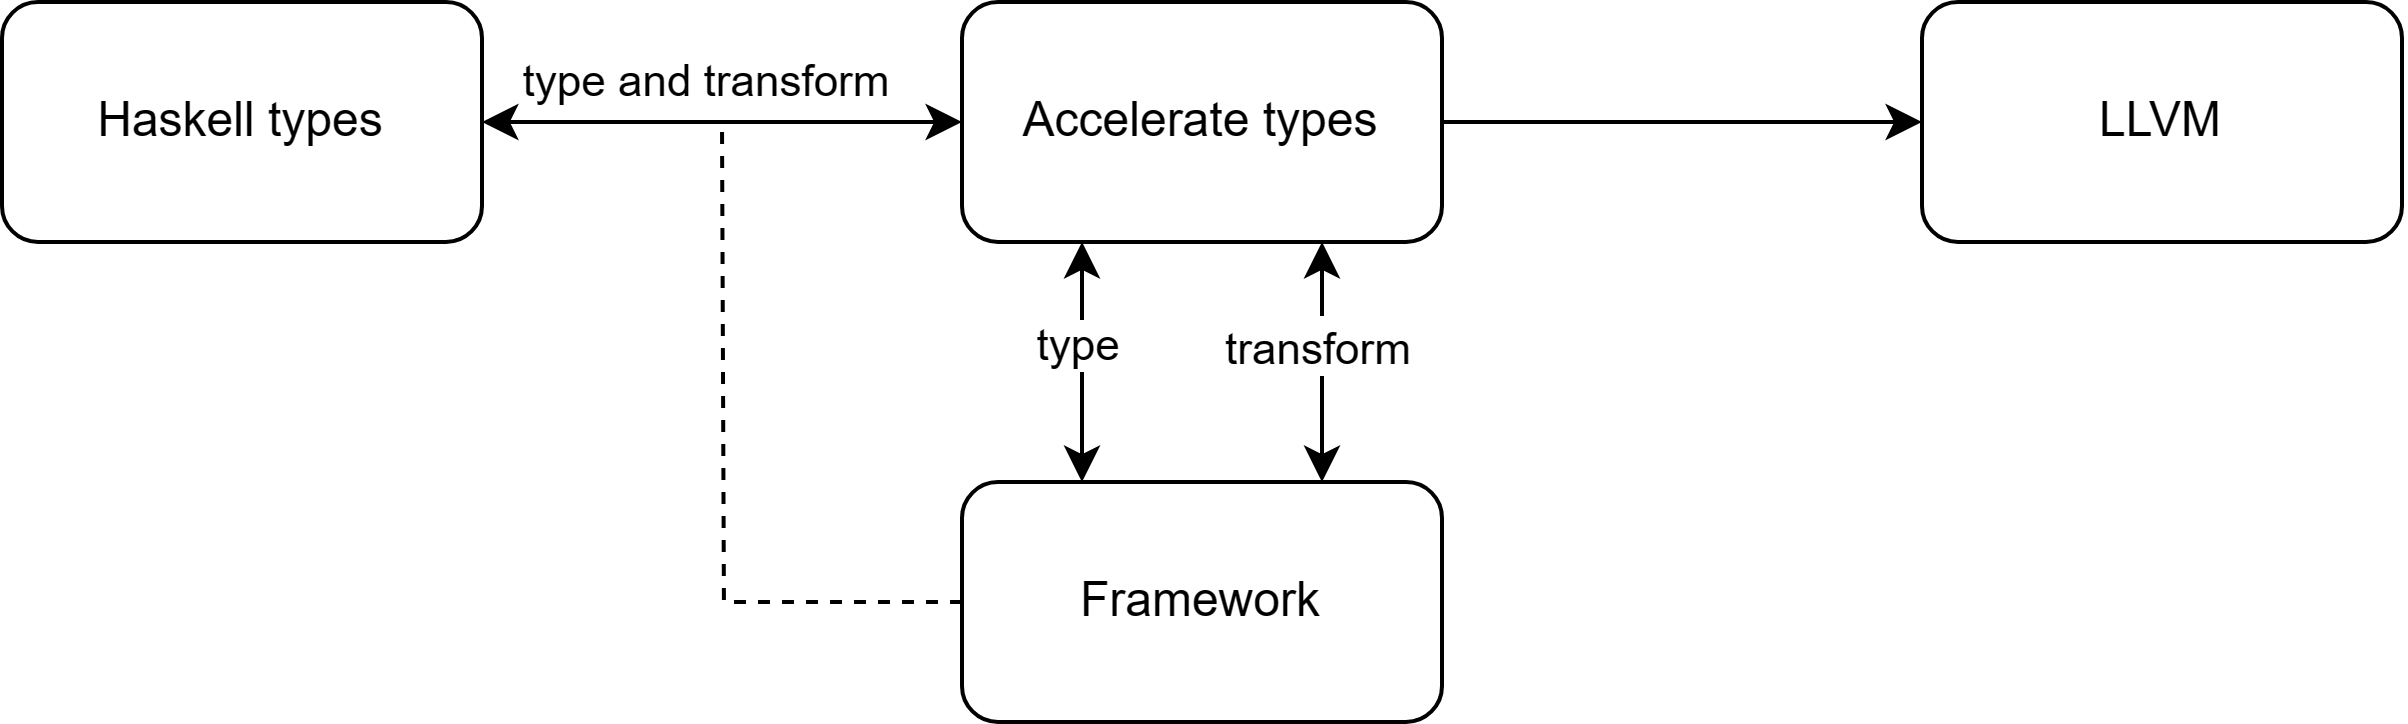 type and transform
Haskell types
Accelerate types
LLVM
type
transform
Framework